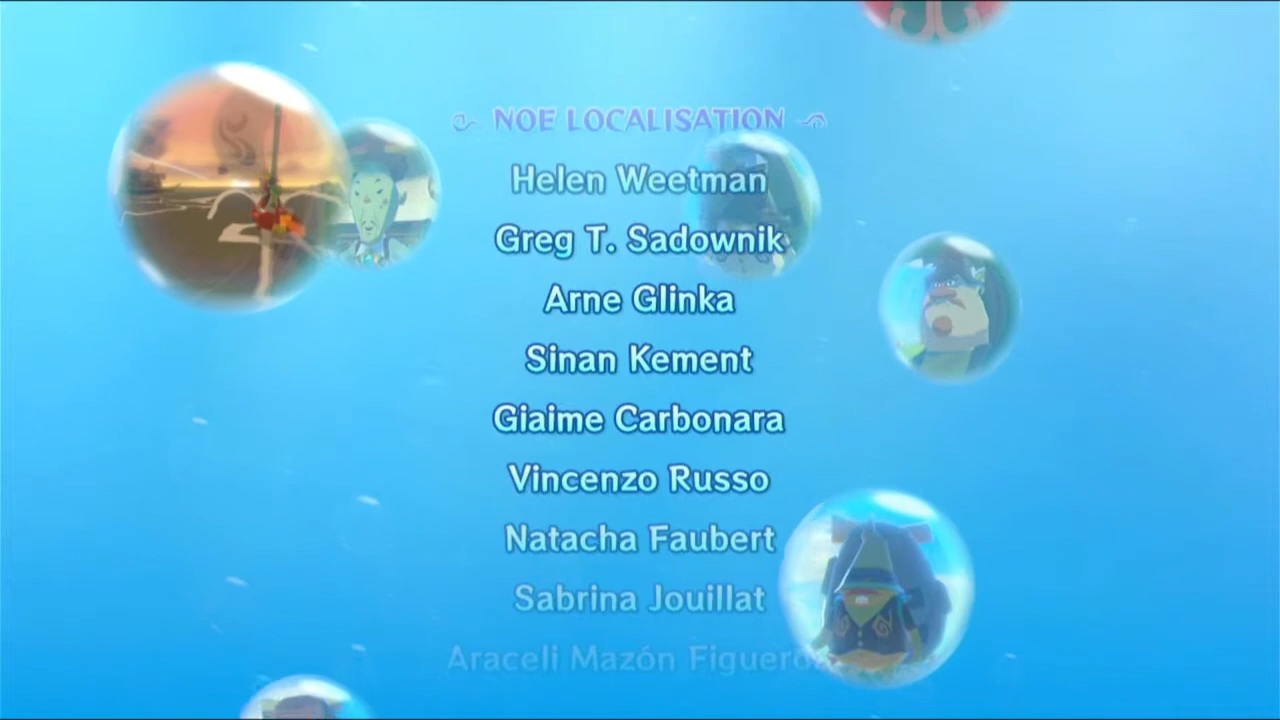 NOE LOCALISATION
Helen Weetman
Greg T. Sadownik
Arne Glinka
Sinan Kement
Giaime Carbonara
Vincenzo Russo
Natacha Faubert
Sabrina Jouillat
Araceli Mazón